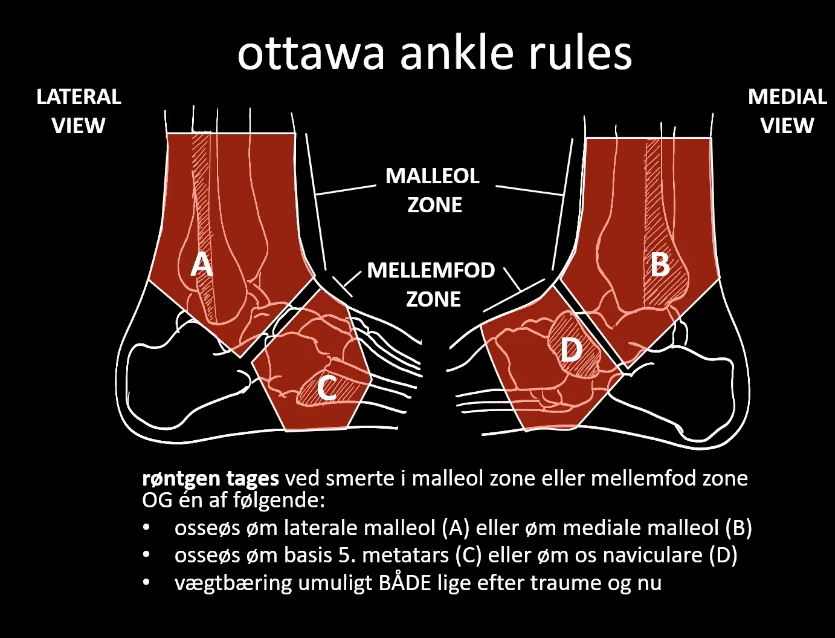 ottawa ankle rules
LATERAL
VIEW
MEDIAL
VIEW
MALLEOL
ZONE
MELLEMFOD
ZONE
A
B
C
D
røntgen tages ved smerte i malleol zone eller mellemfod zone
OG én af følgende:
• osseøs øm laterale malleol (A) eller øm mediale malleol (B)
• osseøs øm basis 5. metatars (C) eller øm os naviculare (D)
• vægtbæring umuligt BÅDE lige efter traume og nu